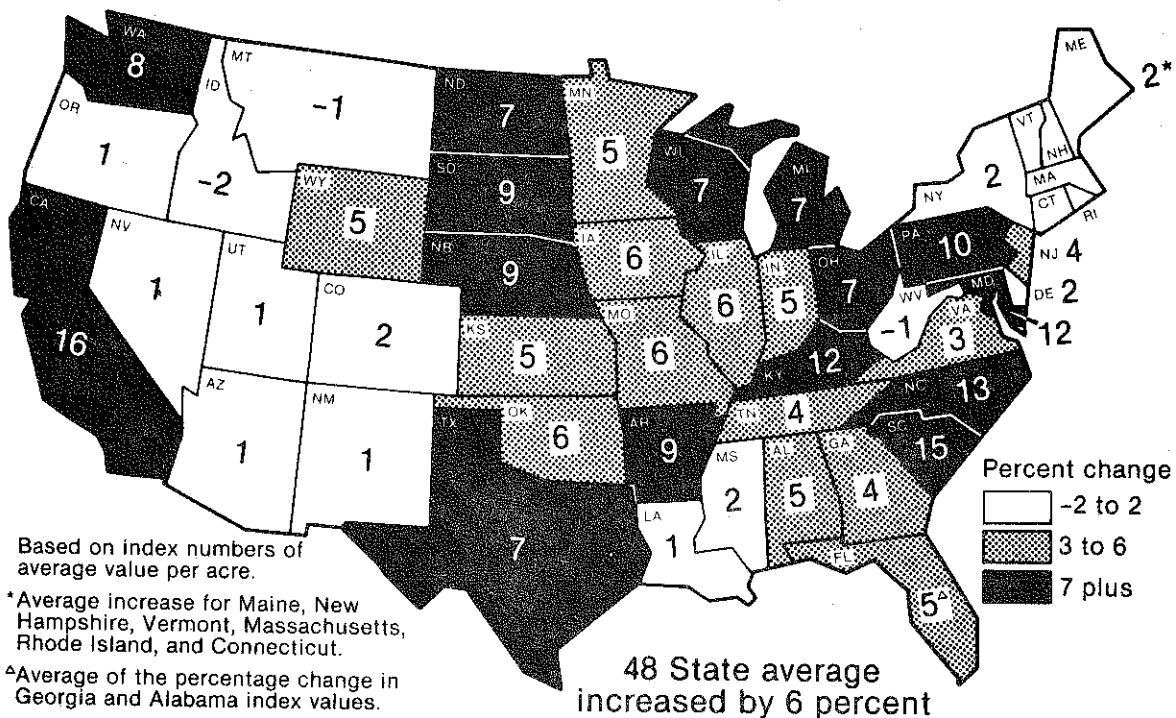 WA
8
MT
ID
-1
OR
1
-2
ND
7
MN
5
SD
9
WI
7
MI
7
ME
2*
VT
NH
NY
2
MA
CT
RI
WY
5
CA
16
NV
1
UT
1
CO
2
NR
9
IA
6
IL
6
IN
5
OH
7
PA
10
NJ 4
DE 2
MD
12
WV
-1
VA
3
KS
5
MO
6
KY
12
NC
13
AZ
1
NM
1
TX
7
OK
6
AR
9
TN
4
SC
15
MS
2
AL
5
GA
4
LA
1
FL
5△
Percent change
-2 to 2
3 to 6
7 plus
Based on index numbers of
average value per acre.
*Average increase for Maine, New
Hampshire, Vermont, Massachusetts,
Rhode Island, and Connecticut.
△Average of the percentage change in
Georgia and Alabama index values.
48 State average
increased by 6 percent